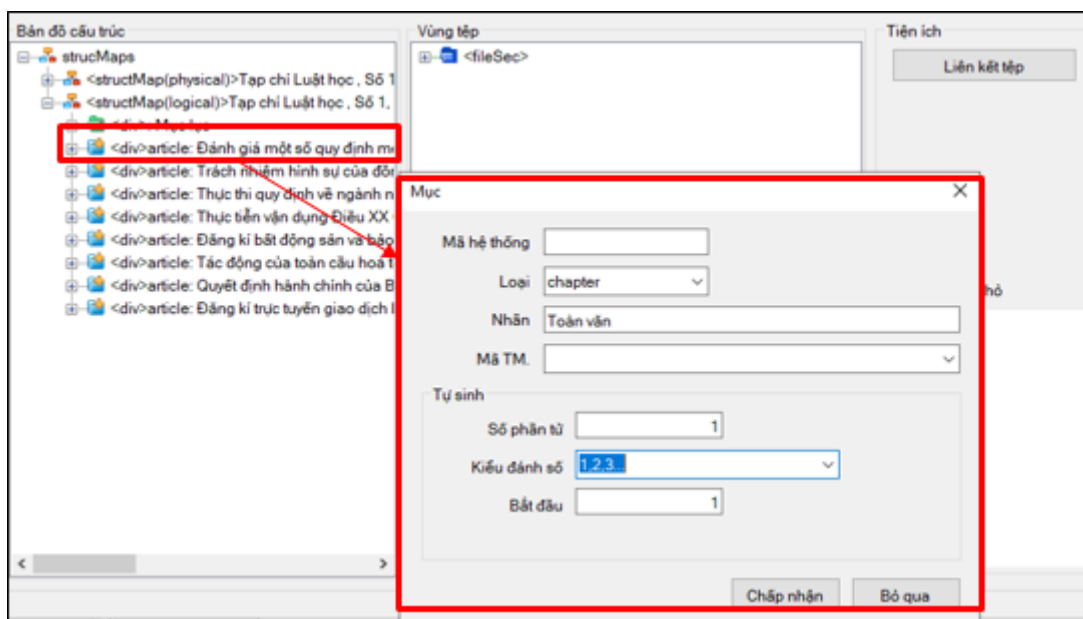 Bản đồ cấu trúc
Vùng tệp
Tiện ích
strucMaps
<fileSec>
Liên kết tệp
<structMap(physical)>Tạp chí Luật học , Số 1
<structMap(logical)>Tạp chí Luật học , Số 1,
<div>article: Đánh giá một số quy định
<div>article: Trách nhiệm hình sự của
<div>article: Thực thi quy định về ngành n
<div>article: Thực tiễn vận dụng Điều XX
<div>article: Đăng kí bất động sản và bảo
<div>article: Tác động của toàn cầu hoá t
<div>article: Quyết định hành chính của B
<div>article: Đăng kí trực tuyến giao dịch l
Mục
Mã hệ thống
Loại chapter
hỏ
Nhãn Toàn văn
Mã TM.
Tự sinh
Số phần tử 1
Kiểu đánh số 1,2,3...
Bắt đầu 1
Chấp nhận Bỏ qua